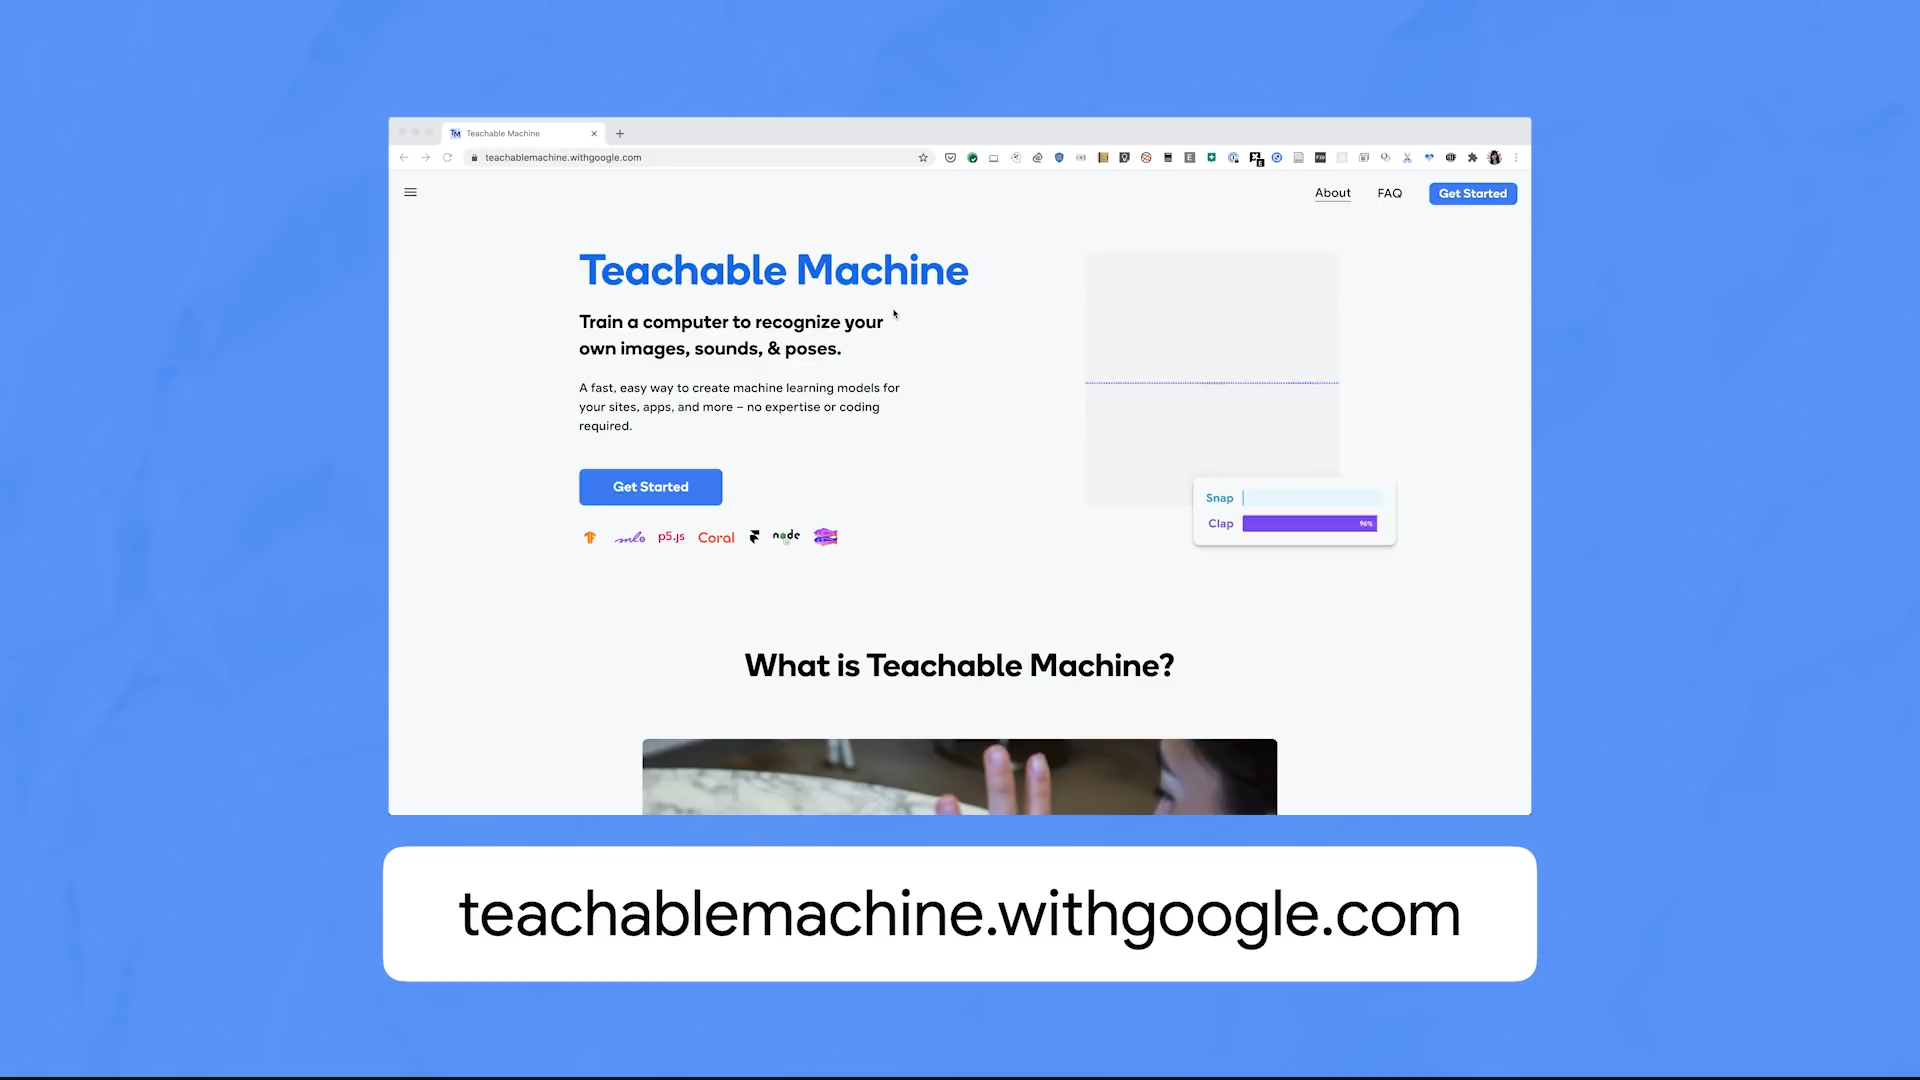 Teachable Machine
teachablemachine.withgoogle.com
About
FAQ
Get Started
Teachable Machine
Train a computer to recognize your
own images, sounds, & poses.
A fast, easy way to create machine learning models for
your sites, apps, and more – no expertise or coding
required.
Get Started
p5.js
Coral
node
Snap
Clap
96%
What is Teachable Machine?
teachablemachine.withgoogle.com